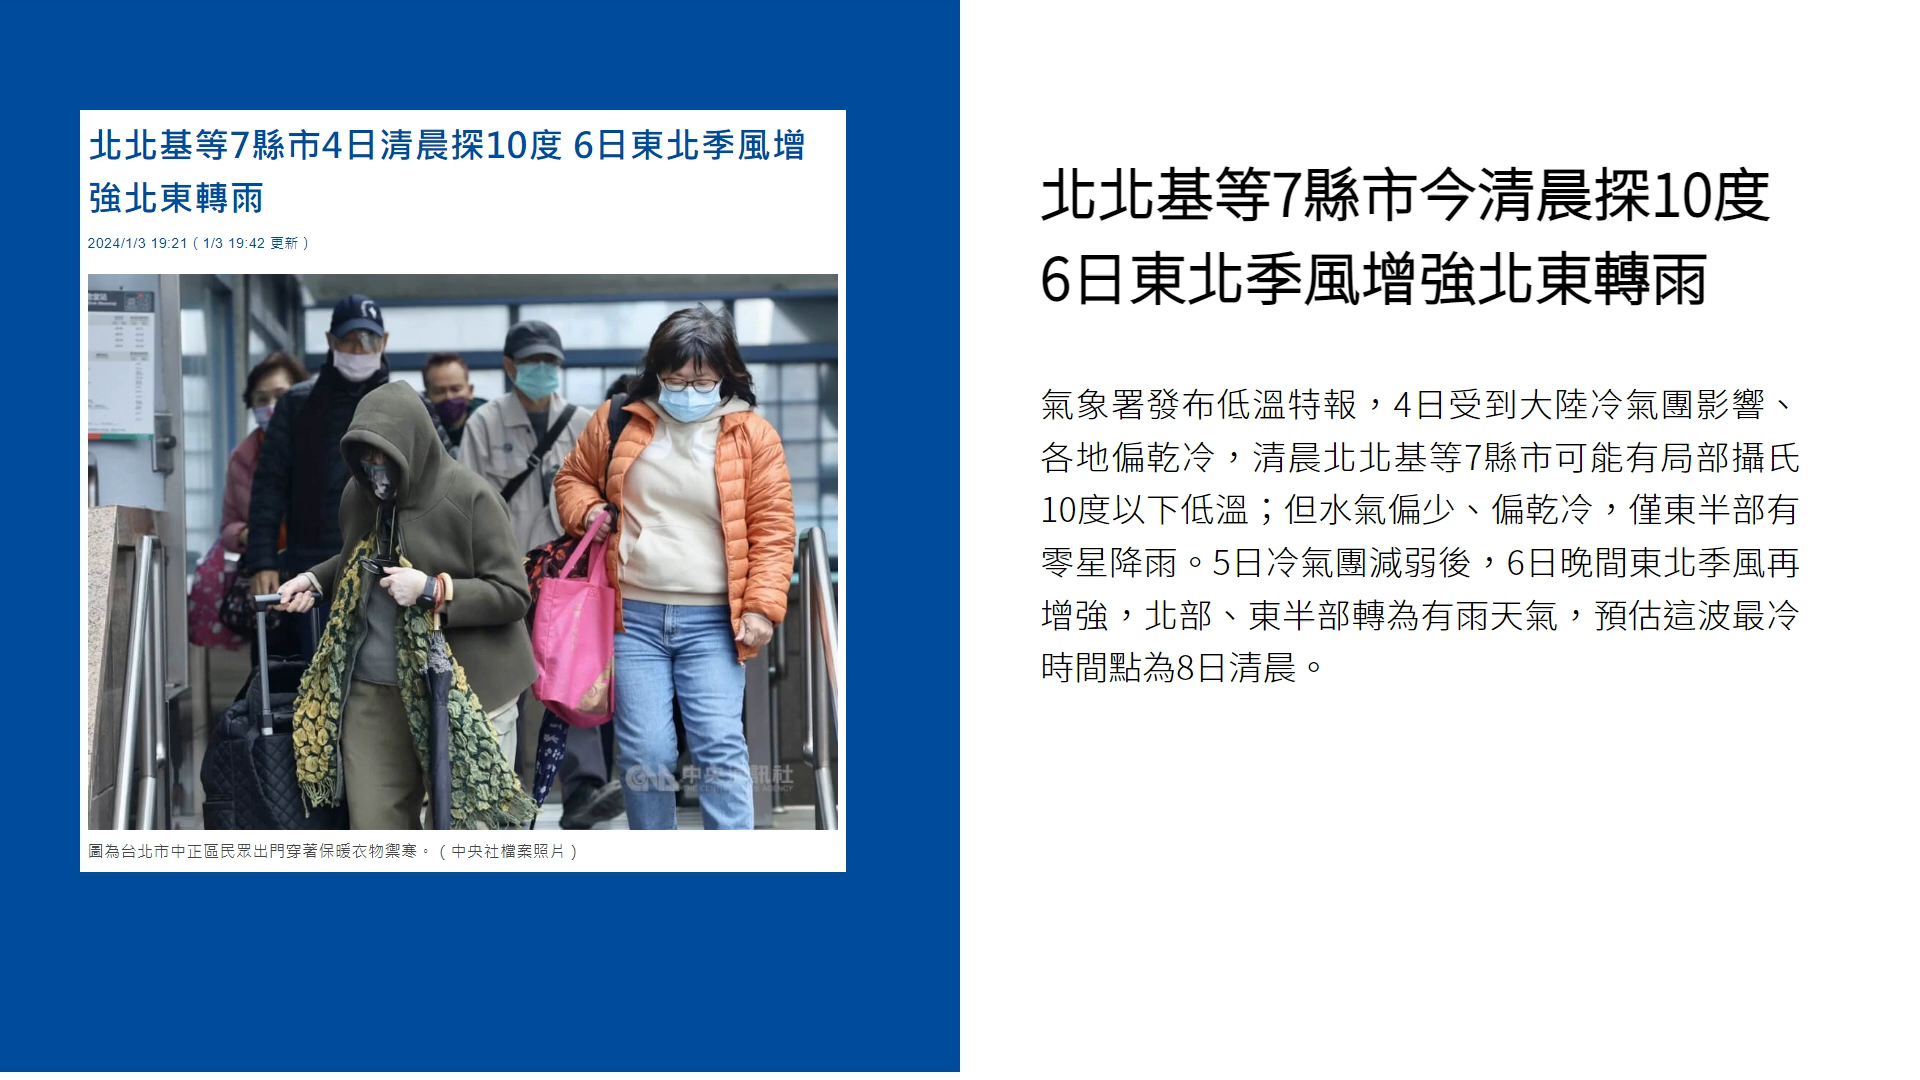 北北基等7縣市4日清晨探10度 6日東北季風增
強北東轉雨
2024/1/3 19:21（1/3 19:42 更新）
中央通訊社
THE CENTRAL NEWS AGENCY
圖為台北市中正區民眾出門穿著保暖衣物禦寒。（中央社檔案照片）
北北基等7縣市今清晨探10度
6日東北季風增強北東轉雨
氣象署發布低溫特報，4日受到大陸冷氣團影響、
各地偏乾冷，清晨北北基等7縣市可能有局部攝氏
10度以下低溫；但水氣偏少、偏乾冷，僅東半部有
零星降雨。5日冷氣團減弱後，6日晚間東北季風再
增強，北部、東半部轉為有雨天氣，預估這波最冷
時間點為8日清晨。